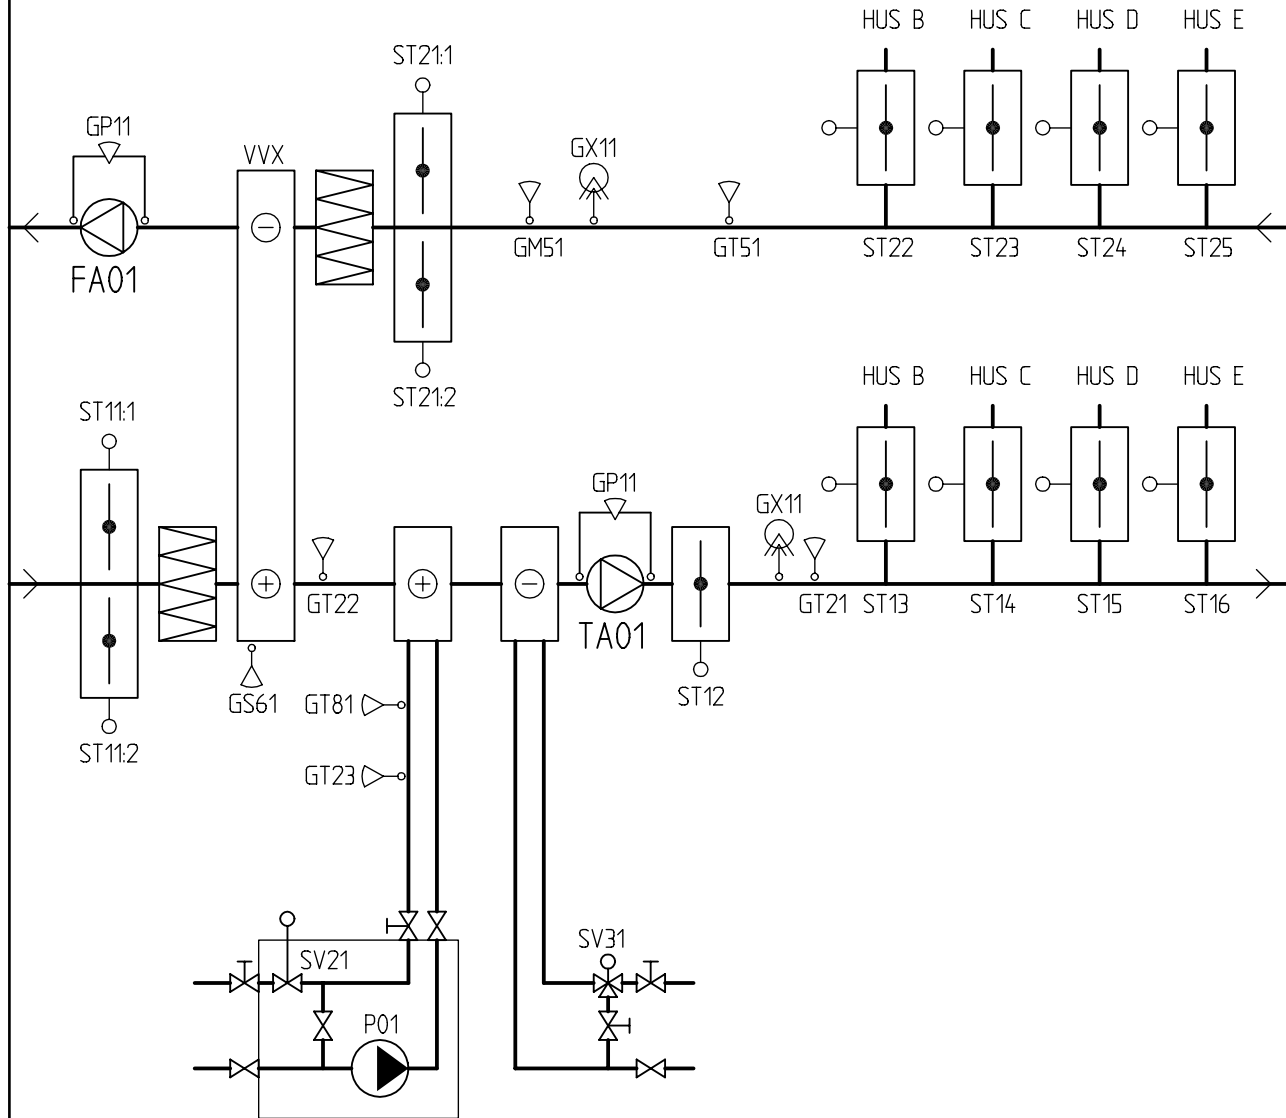 HUS B
HUS C
HUS D
HUS E
ST21:1
GP11
VVX
GX11
FA01
GM51
GT51
ST22
ST23
ST24
ST25
ST21:2
HUS B
HUS C
HUS D
HUS E
ST11:1
GP11
GX11
GT22
TA01
GT21
ST13
ST14
ST15
ST16
GS61
GT81
ST12
ST11:2
GT23
SV21
SV31
P01